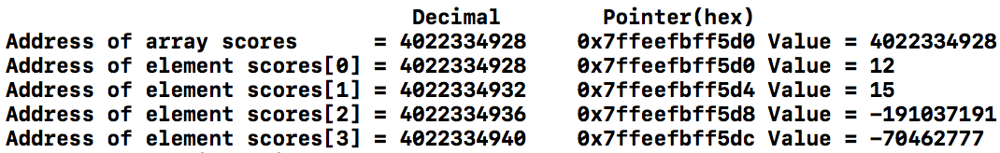 Decimal Pointer(hex)
Address of array scores = 4022334928 0x7ffeefbff5d0 Value = 4022334928
Address of element scores[0] = 4022334928 0x7ffeefbff5d0 Value = 12
Address of element scores[1] = 4022334932 0x7ffeefbff5d4 Value = 15
Address of element scores[2] = 4022334936 0x7ffeefbff5d8 Value = -191037191
Address of element scores[3] = 4022334940 0x7ffeefbff5dc Value = -70462777